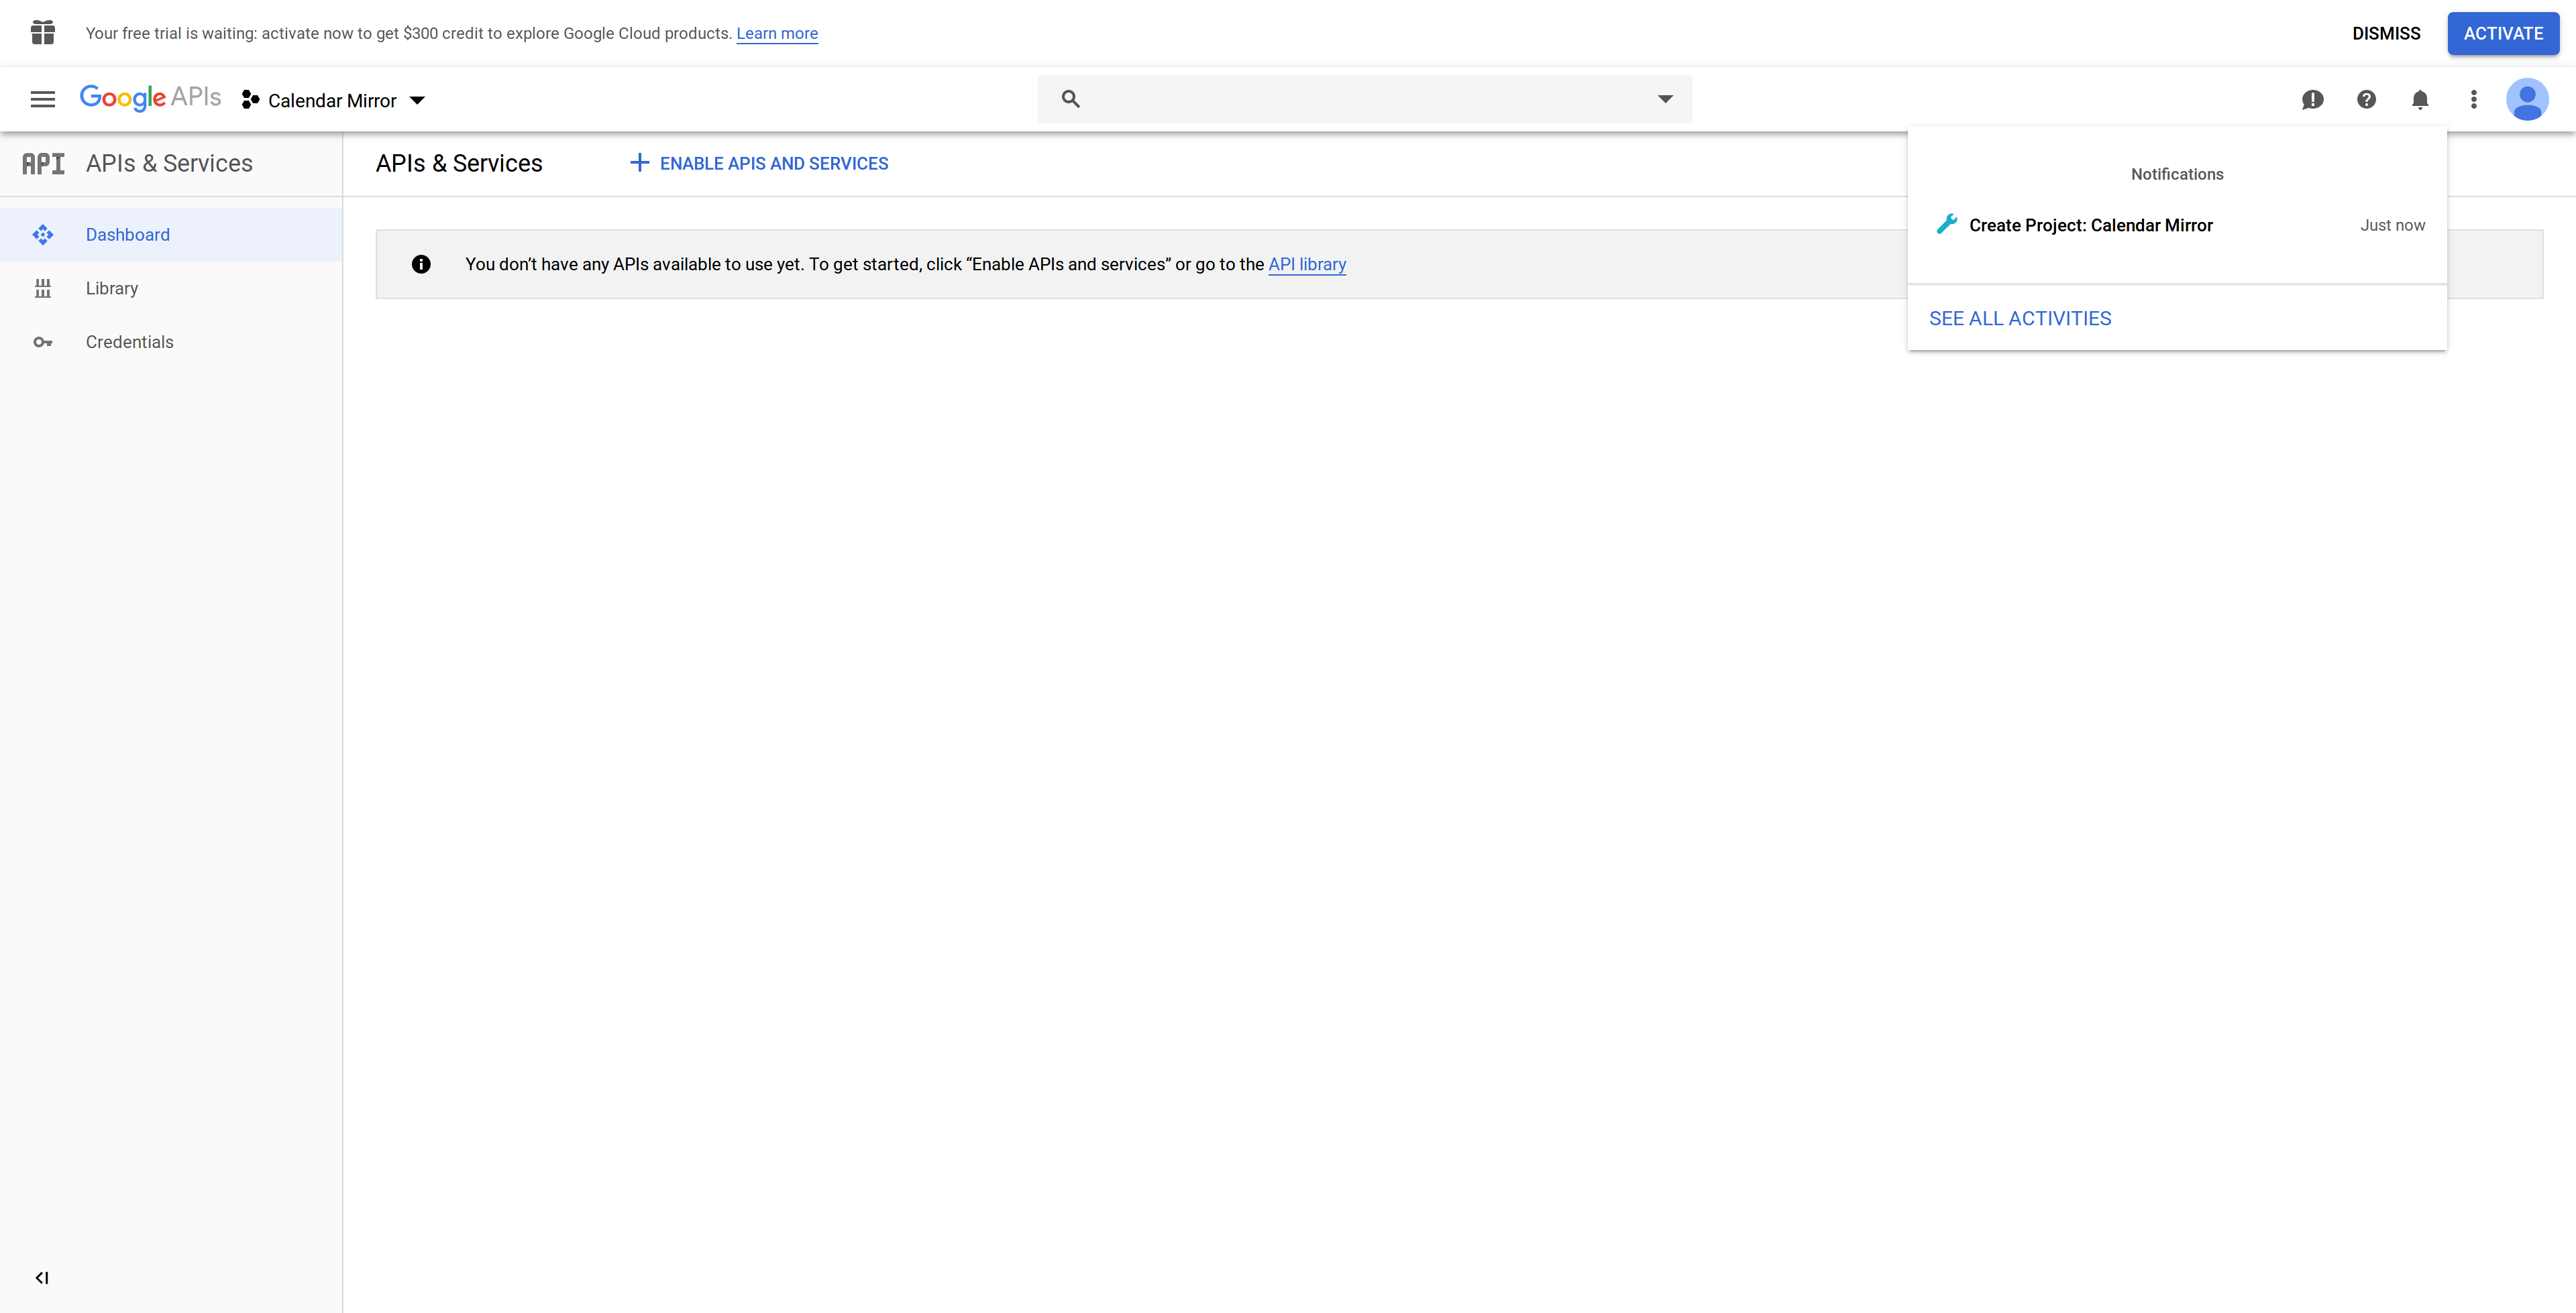 Your free trial is waiting: activate now to get $300 credit to explore Google Cloud products. Learn more
DISMISS
ACTIVATE
Google APIs
Calendar Mirror
API
APIs & Services
APIs & Services
ENABLE APIS AND SERVICES
Dashboard
Library
Credentials
You don’t have any APIs available to use yet. To get started, click “Enable APIs and services” or go to the API library
Notifications
Create Project: Calendar Mirror
Just now
SEE ALL ACTIVITIES